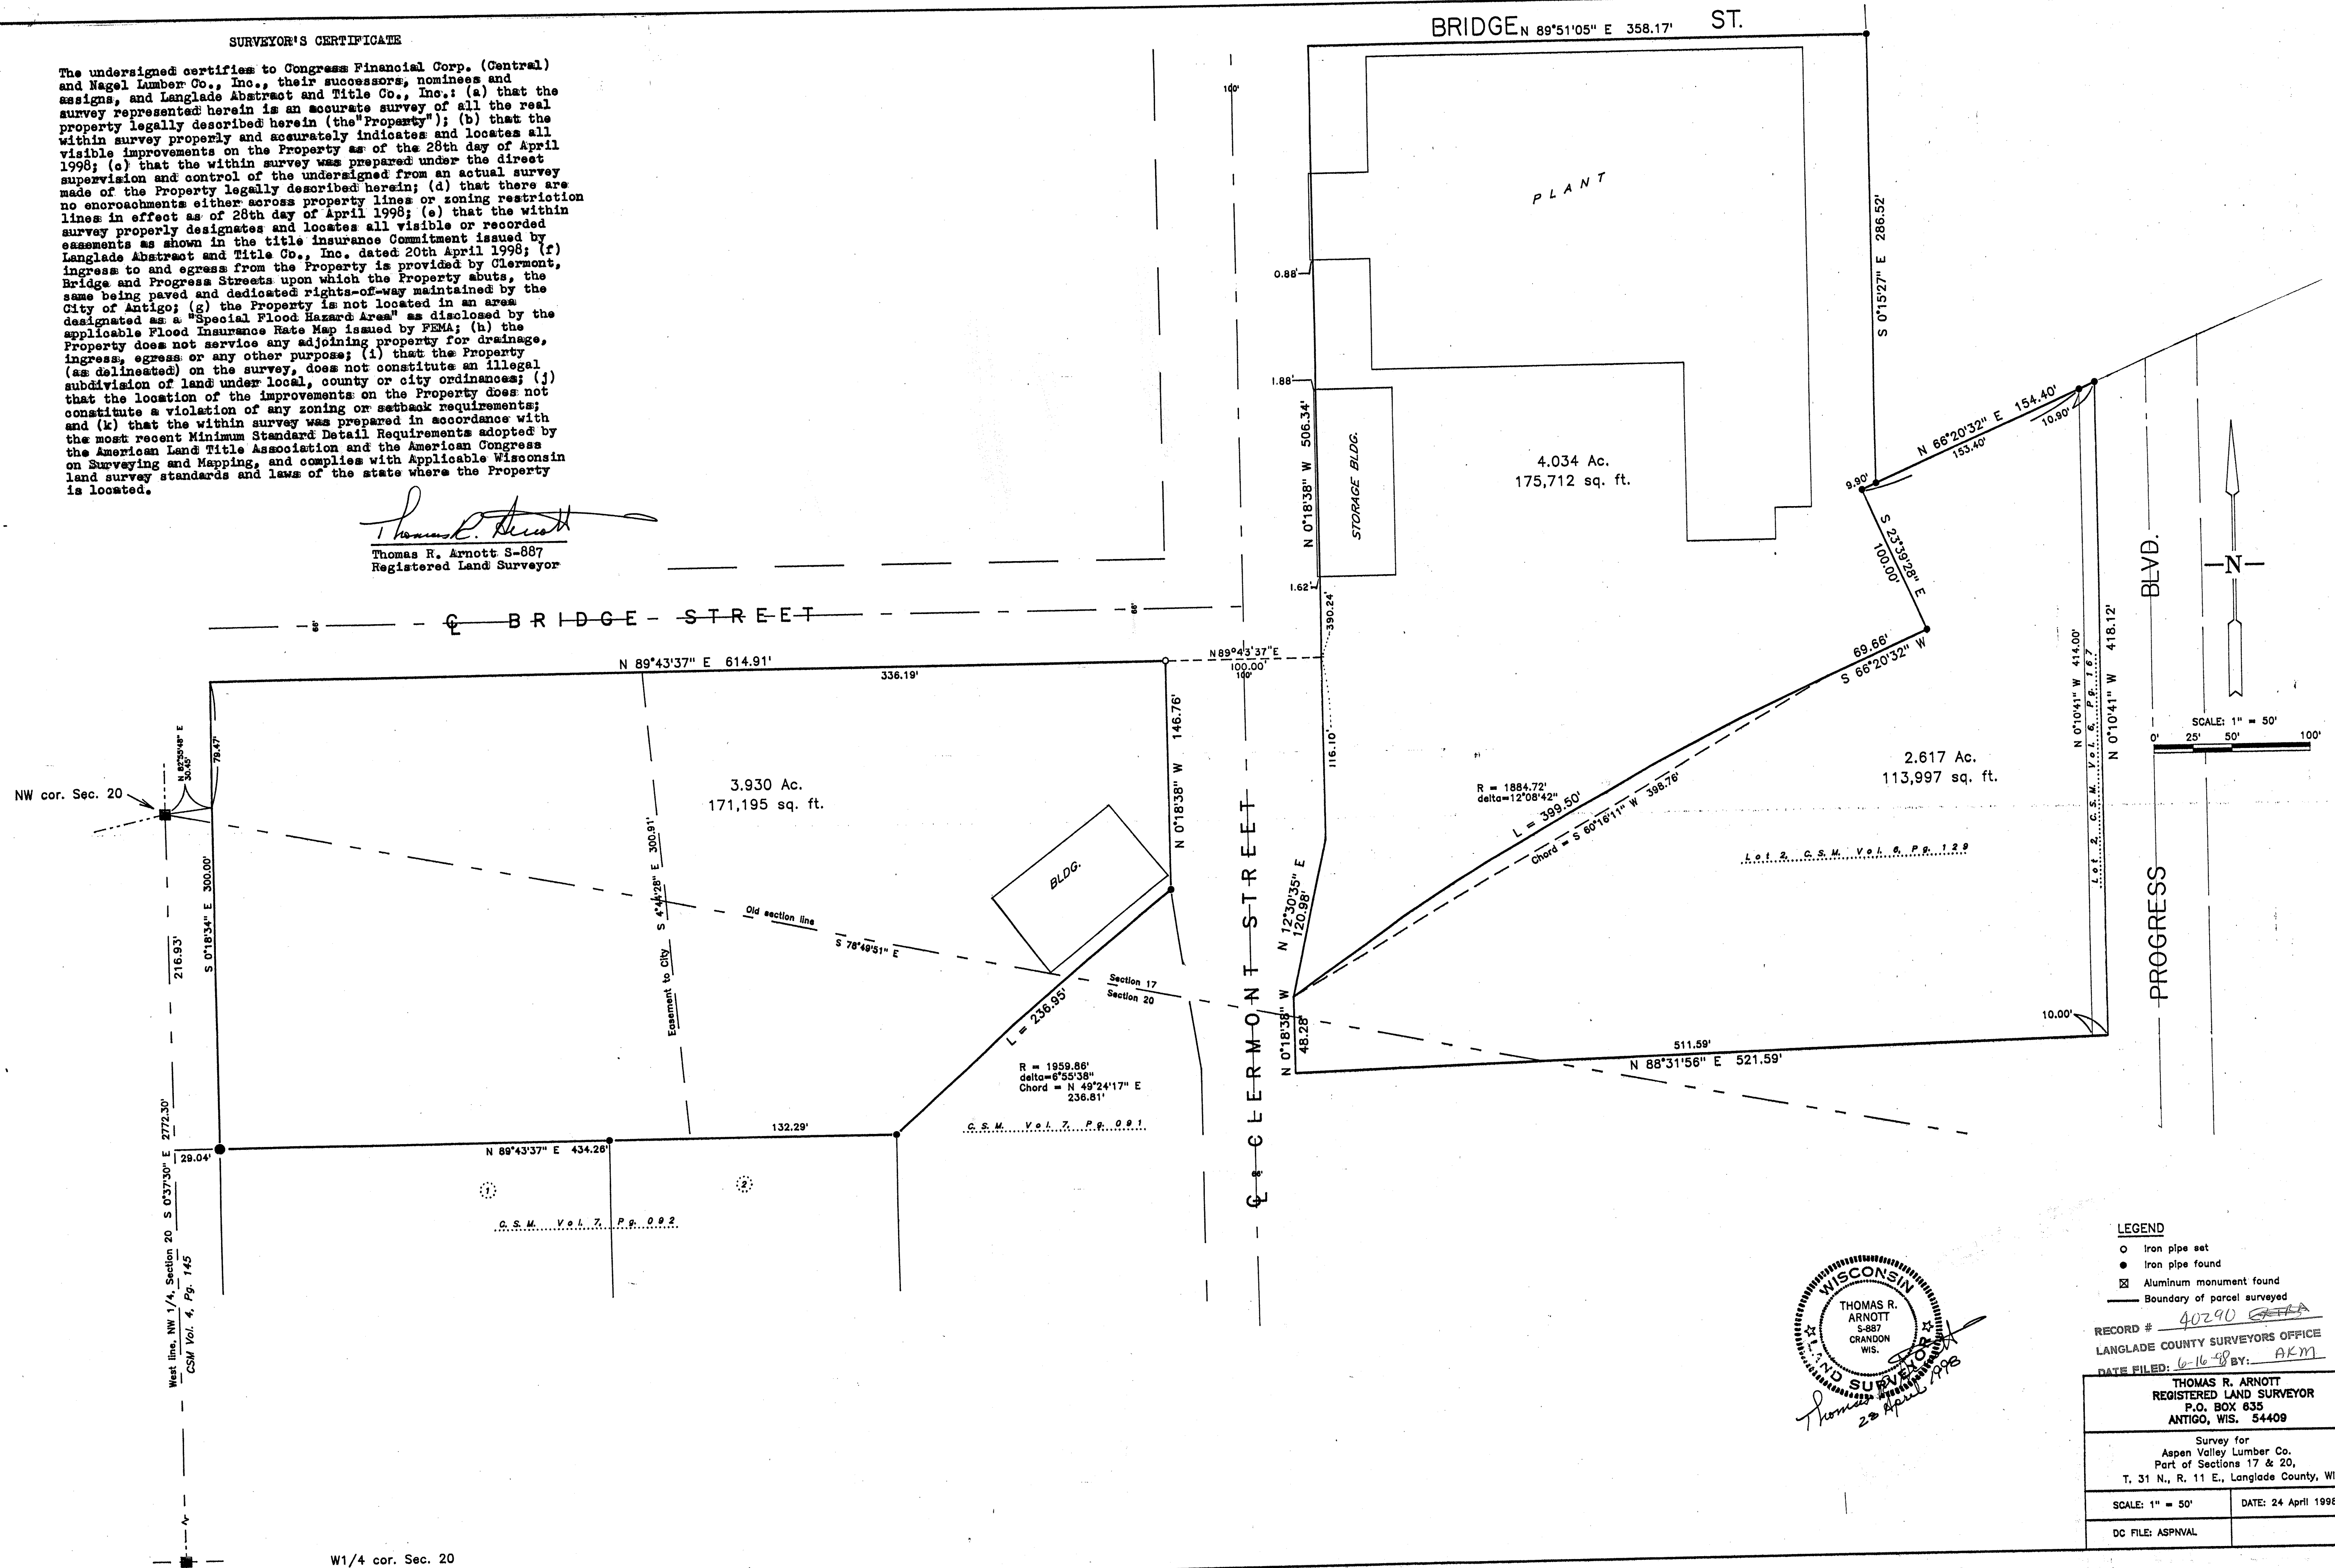 SURVEYOR'S CERTIFICATE
The undersigned certifies to Congress Financial Corp. (Central)
and Nagel Lumber Co., Inc., their successors, nominees and
assigns, and Langlade Abstract and Title Co., Inc.: (a) that the
survey represented herein is an accurate survey of all the real
property legally described herein (the"Property"); (b) that the
within survey properly and accurately indicates and locates all
visible improvements on the Property as of the 28th day of April
1998; (c) that the within survey was prepared under the direct
supervision and control of the undersigned from an actual survey
made of the Property legally described herein; (d) that there are
no encroachments either across property lines or zoning restriction
lines in effect as of 28th day of April 1998; (e) that the within
survey properly designates and locates all visible or recorded
easements as shown in the title insurance Commitment issued by
Langlade Abstract and Title Co., Inc. dated 20th April 1998; (f)
ingress to and egress from the Property is provided by Clermont,
Bridge and Progress Streets upon which the Property abuts, the
same being paved and dedicated rights-of-way maintained by the
City of Antigo; (g) the Property is not located in an area
designated as a "Special Flood Hazard Area" as disclosed by the
applicable Flood Insurance Rate Map issued by FEMA; (h) the
Property does not service any adjoining property for drainage,
ingress, egress or any other purpose; (i) that the Property
(as delineated) on the survey, does not constitute an illegal
subdivision of land under local, county or city ordinances; (j)
that the location of the improvements on the Property does not
constitute a violation of any zoning or setback requirements;
and (k) that the within survey was prepared in accordance with
the most recent Minimum Standard Detail Requirements adopted by
the American Land Title Association and the American Congress
on Surveying and Mapping, and complies with Applicable Wisconsin
land survey standards and laws of the state where the Property
is located.
Thomas R. Arnott
Thomas R. Arnott S-887
Registered Land Surveyor
BRIDGE ST.
N 89°51'05" E 358.17'
100'
PLANT
0.88'
1.88'
1.62'
N 0°18'38" W 506.34'
STORAGE BLDG.
4.034 Ac.
175,712 sq. ft.
S 0°15'27" E 286.52'
N 66°20'32" E 154.40'
153.40'
10.90'
9.90'
S 23°39'28" E
100.00'
69.66'
S 66°20'32" W
390.24'
116.10'
BLVD.
PROGRESS
N
SCALE: 1" = 50'
0' 25' 50' 100'
N 0°10'41" W 414.00'
Lot 2, C.S.M. Vol. 6, Pg. 167
N 0°10'41" W 418.12'
2.617 Ac.
113,997 sq. ft.
R = 1884.72'
delta=12°08'42"
L = 399.50'
Chord = S 60°16'11" W 398.76'
Lot 2, C.S.M. Vol. 6, Pg. 129
N 12°30'35" E
120.98'
N 0°18'38" W
48.28'
10.00'
511.59'
N 88°31'56" E 521.59'
66'
℄ BRIDGE STREET
66'
N 89°43'37" E 614.91'
336.19'
N89°43'37"E
100.00'
100'
N 0°18'38" W 146.76'
N 82°55'48" E
30.45'
79.47'
NW cor. Sec. 20
3.930 Ac.
171,195 sq. ft.
BLDG.
S 0°18'34" E 300.00'
216.93'
Easement to City S 4°44'28" E 300.91'
Old section line
S 78°49'51" E
Section 17
Section 20
L = 236.95'
R = 1959.86'
delta=6°55'38"
Chord = N 49°24'17" E
236.81'
C.S.M. Vol. 7, Pg. 091
℄ CLERMONT STREET
66'
29.04'
N 89°43'37" E 434.26'
132.29'
1
2
C.S.M. Vol. 7, Pg. 092
West line, NW 1/4, Section 20 S 0°37'30" E 2772.30'
CSM Vol. 4, Pg. 145
W1/4 cor. Sec. 20
WISCONSIN
THOMAS R.
ARNOTT
S-887
CRANDON
WIS.
LAND SURVEYOR
Thomas R. Arnott
28 April 1998
LEGEND
Iron pipe set
Iron pipe found
Aluminum monument found
Boundary of parcel surveyed
RECORD # 40290 EXTRA
LANGLADE COUNTY SURVEYORS OFFICE
DATE FILED: 6-16-98 BY: AKM
THOMAS R. ARNOTT
REGISTERED LAND SURVEYOR
P.O. BOX 635
ANTIGO, WIS. 54409
Survey for
Aspen Valley Lumber Co.
Part of Sections 17 & 20,
T. 31 N., R. 11 E., Langlade County, WI
SCALE: 1" = 50'
DATE: 24 April 1998
DC FILE: ASPNVAL